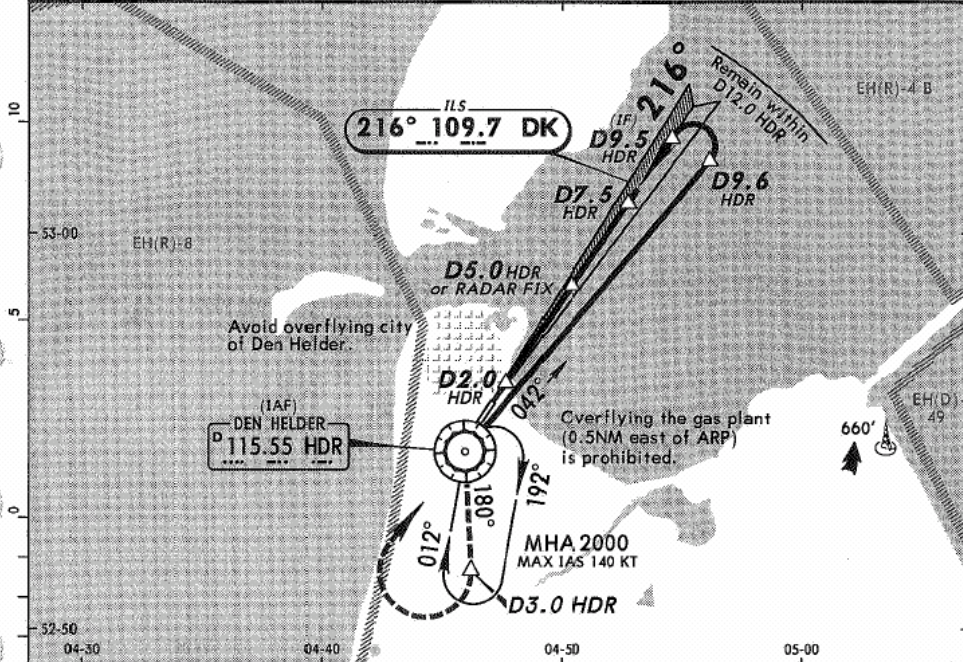 216°
Remain within
D12.0 HDR
EH(R)-4 B
10
ILS
216° 109.7 DK
(IF)
D9.5
HDR
D7.5
HDR
D9.6
HDR
53-00
EH(R)-8
D5.0 HDR
or RADAR FIX
5
Avoid overflying city
of Den Helder.
D2.0
HDR
042°
(IAF)
DEN HELDER
D 115.55 HDR
Overflying the gas plant
(0.5NM east of ARP)
is prohibited.
660'
EH(D)-
49
0
012°
180°
192°
MHA 2000
MAX IAS 140 KT
D3.0 HDR
52-50
04-30
04-40
04-50
05-00